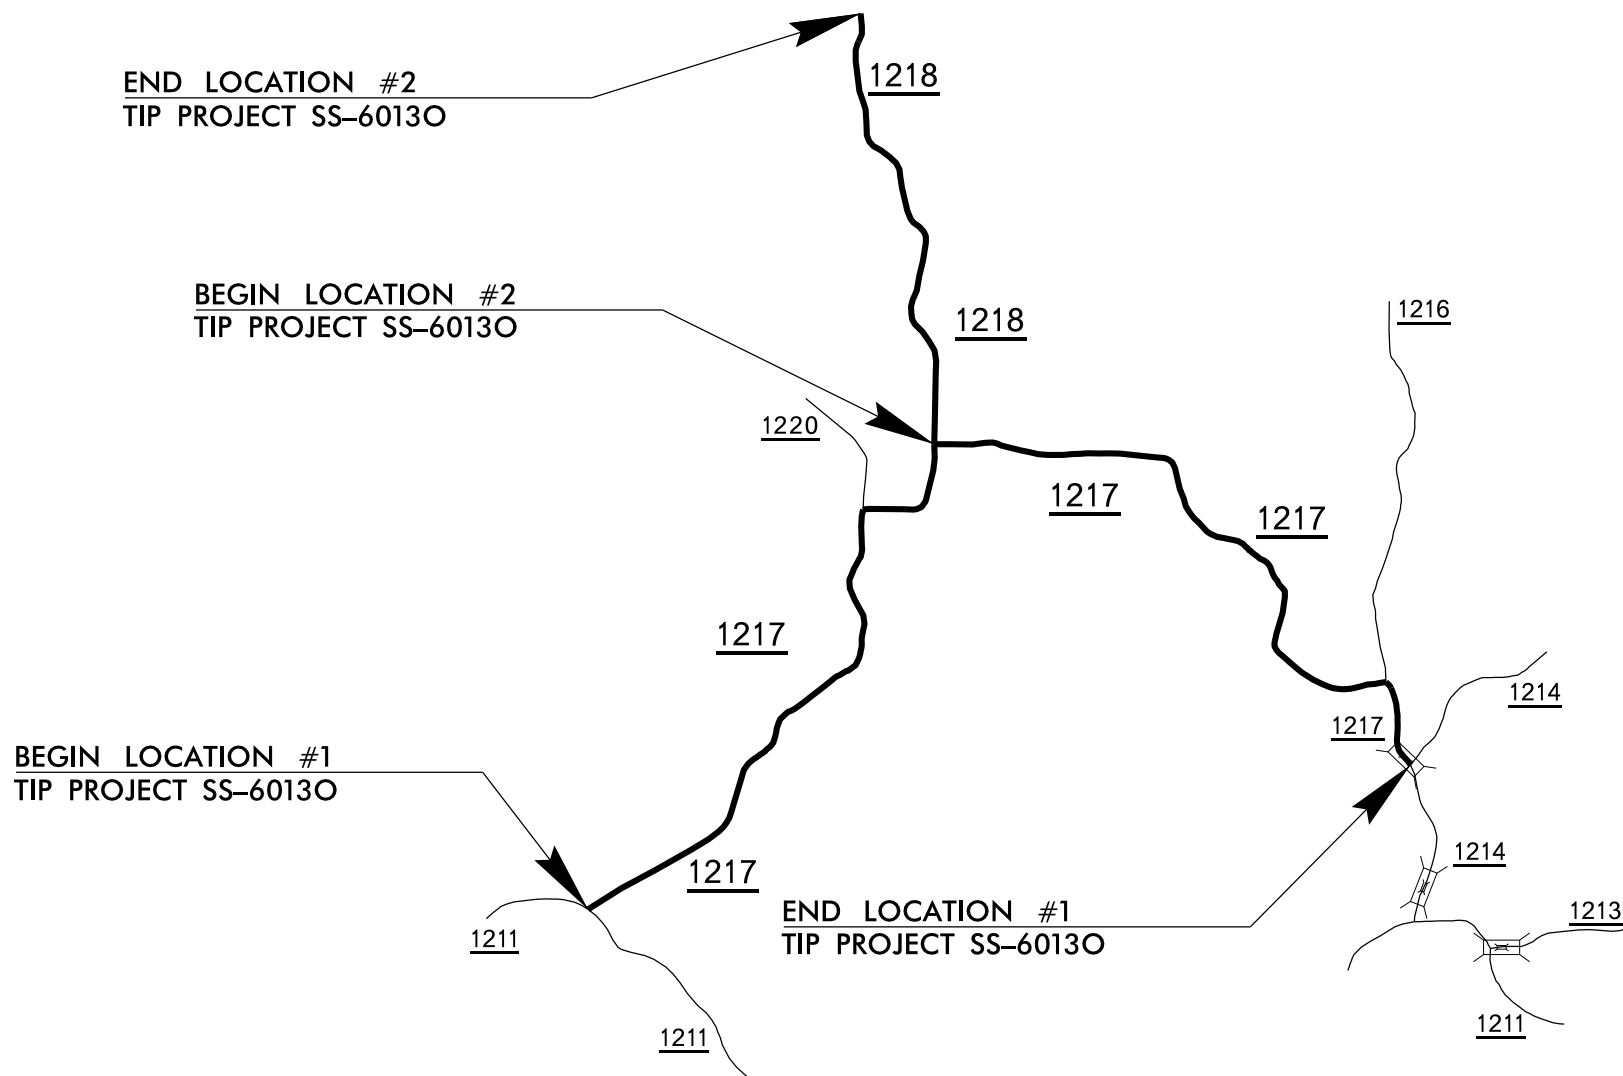 END LOCATION #2
TIP PROJECT SS-6013O
1218
BEGIN LOCATION #2
TIP PROJECT SS-6013O
1218
1216
1220
1217
1217
1217
1214
1217
BEGIN LOCATION #1
TIP PROJECT SS-6013O
1217
1214
END LOCATION #1
TIP PROJECT SS-6013O
1213
1211
1211
1211